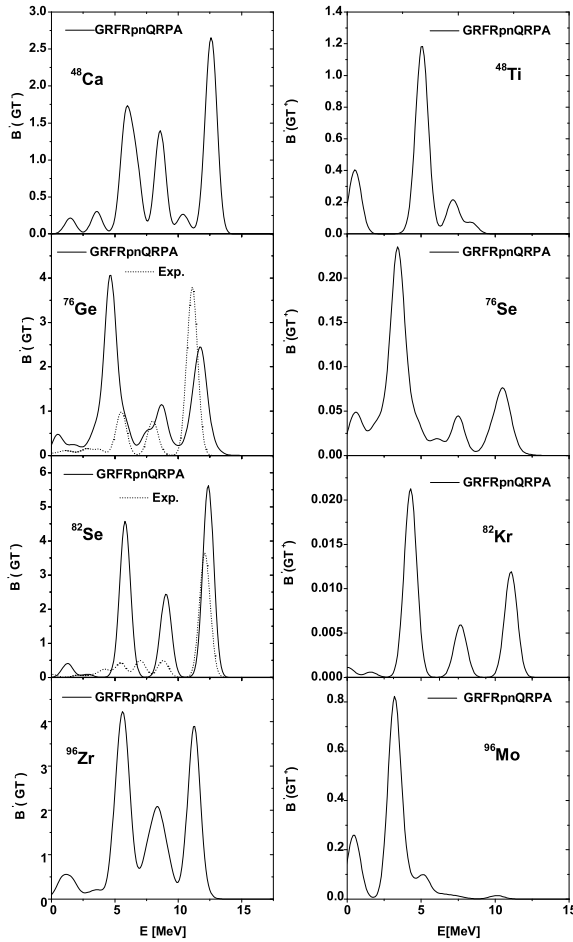 GRFRpnQRPA
48Ca
B-(GT-)
3.0
2.5
2.0
1.5
1.0
0.5
0.0
GRFRpnQRPA
48Ti
B-(GT+)
1.4
1.2
1.0
0.8
0.6
0.4
0.2
0.0
GRFRpnQRPA
Exp.
76Ge
B-(GT-)
5
4
3
2
1
0
GRFRpnQRPA
76Se
B-(GT+)
0.20
0.15
0.10
0.05
0.00
GRFRpnQRPA
Exp.
82Se
B-(GT-)
6
5
4
3
2
1
0
GRFRpnQRPA
82Kr
B-(GT+)
0.020
0.015
0.010
0.005
0.000
GRFRpnQRPA
96Zr
B-(GT-)
4
3
2
1
0
0 5 10 15
E [MeV]
GRFRpnQRPA
96Mo
B-(GT+)
0.8
0.6
0.4
0.2
0.0
0 5 10 15
E[MeV]